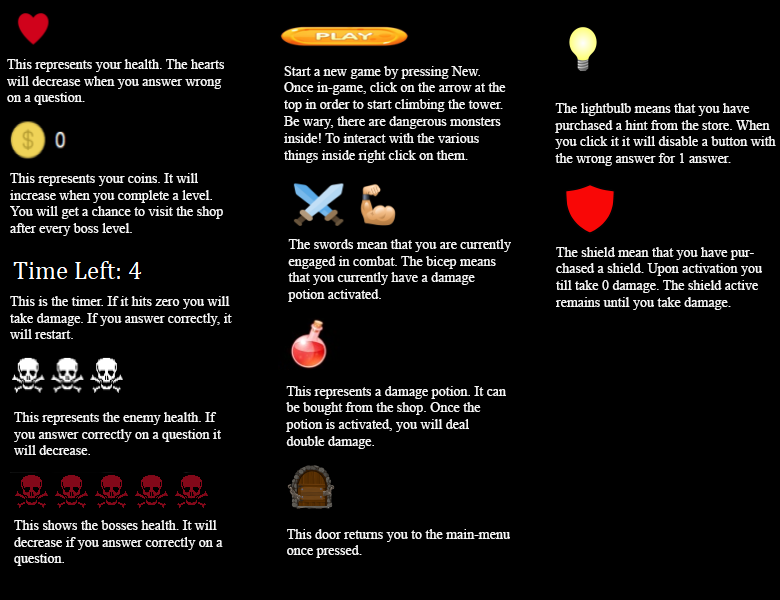 This represents your health. The hearts
will decrease when you answer wrong
on a question.
$ 0
This represents your coins. It will
increase when you complete a level.
You will get a chance to visit the shop
after every boss level.
Time Left: 4
This is the timer. If it hits zero you will
take damage. If you answer correctly, it
will restart.
This represents the enemy health. If
you answer correctly on a question it
will decrease.
This shows the bosses health. It will
decrease if you answer correctly on a
question.
PLAY
Start a new game by pressing New.
Once in-game, click on the arrow at the
top in order to start climbing the tower.
Be wary, there are dangerous monsters
inside! To interact with the various
things inside right click on them.
The swords mean that you are currently
engaged in combat. The bicep means
that you currently have a damage
potion activated.
This represents a damage potion. It can
be bought from the shop. Once the
potion is activated, you will deal
double damage.
This door returns you to the main-menu
once pressed.
The lightbulb means that you have
purchased a hint from the store. When
you click it it will disable a button with
the wrong answer for 1 answer.
The shield mean that you have pur-
chased a shield. Upon activation you
till take 0 damage. The shield active
remains until you take damage.